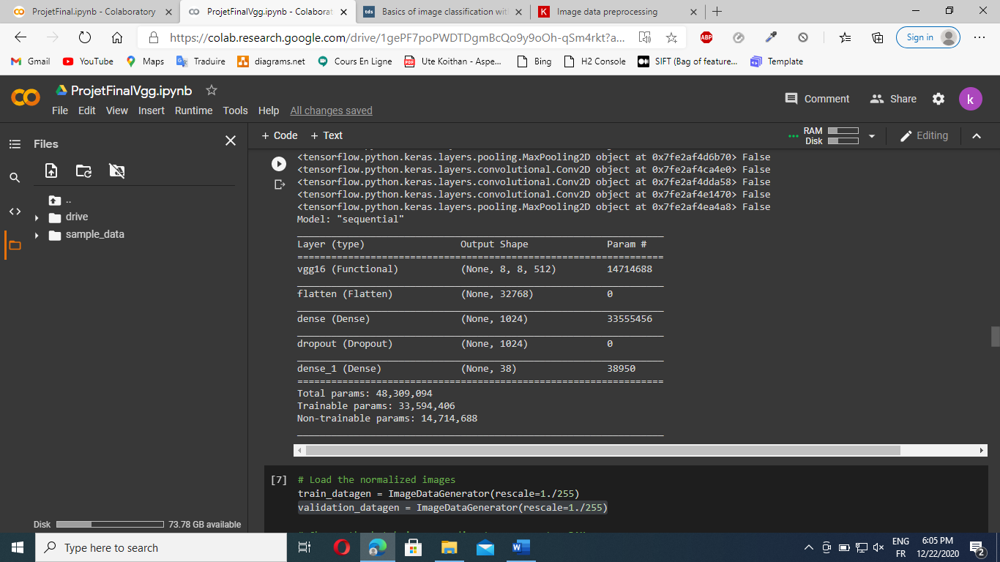 ProjetFinal.ipynb - Colaboratory
ProjetFinalVgg.ipynb - Colaborat
tds Basics of image classification wit
K Image data preprocessing
https://colab.research.google.com/drive/1gePF7poPWDTDgmBcQo9y9oOh-qSm4rkt?a...
ABP
Sign in
Gmail YouTube Maps Traduire diagrams.net Cours En Ligne PDF Ute Koithan - Aspe... Bing H2 Console SIFT (Bag of feature... Template
ProjetFinalVgg.ipynb
Comment Share k
File Edit View Insert Runtime Tools Help All changes saved
Files
+ Code + Text
RAM
Disk
Editing
..
drive
sample_data
<tensorflow.python.keras.layers.pooling.MaxPooling2D object at 0x7fe2af4d6b70> False
<tensorflow.python.keras.layers.convolutional.Conv2D object at 0x7fe2af4ca4e0> False
<tensorflow.python.keras.layers.convolutional.Conv2D object at 0x7fe2af4dda58> False
<tensorflow.python.keras.layers.convolutional.Conv2D object at 0x7fe2af4e1470> False
<tensorflow.python.keras.layers.pooling.MaxPooling2D object at 0x7fe2af4ea4a8> False
Model: "sequential"
Layer (type) Output Shape Param #
vgg16 (Functional) (None, 8, 8, 512) 14714688
flatten (Flatten) (None, 32768) 0
dense (Dense) (None, 1024) 33555456
dropout (Dropout) (None, 1024) 0
dense_1 (Dense) (None, 38) 38950
Total params: 48,309,094
Trainable params: 33,594,406
Non-trainable params: 14,714,688
[7] # Load the normalized images
train_datagen = ImageDataGenerator(rescale=1./255)
validation_datagen = ImageDataGenerator(rescale=1./255)
Disk 73.78 GB available
Type here to search
ENG
FR
6:05 PM
12/22/2020
2